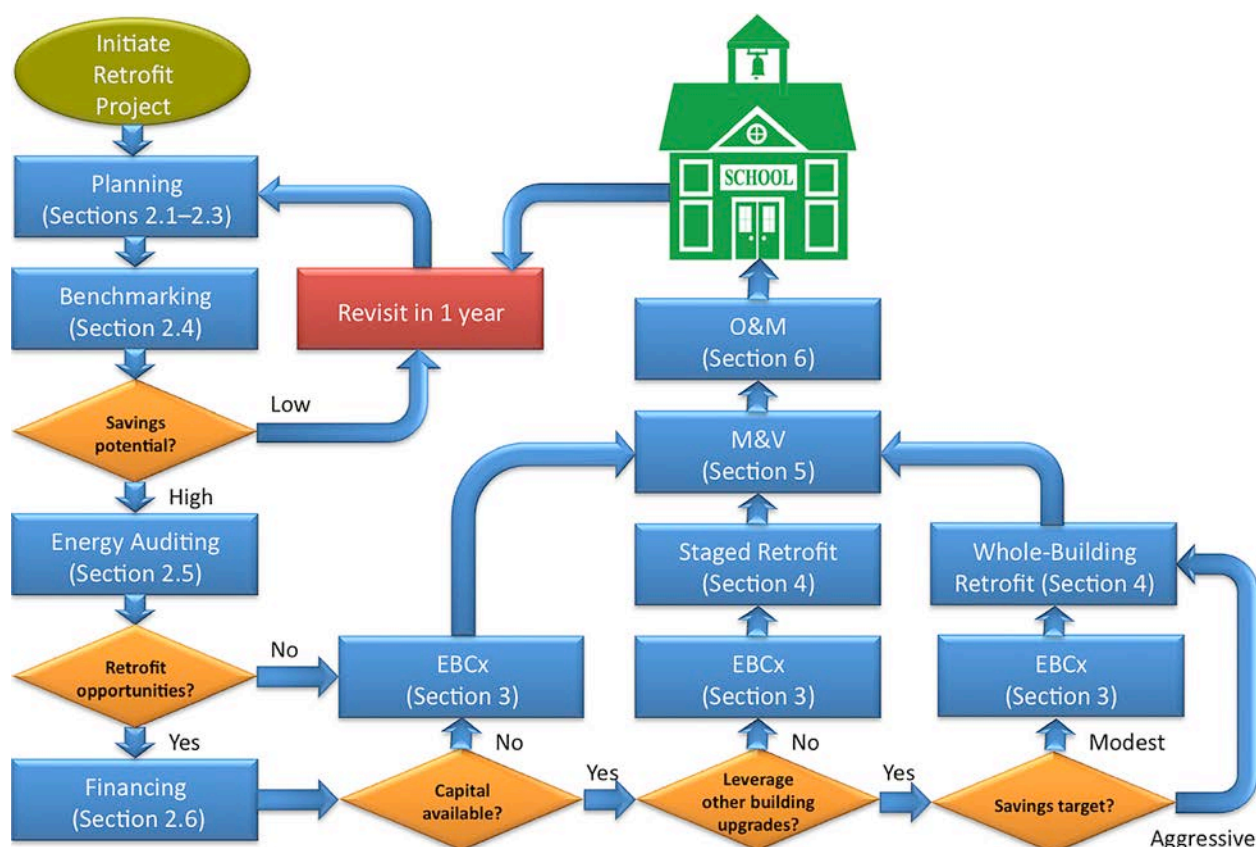 Initiate
Retrofit
Project
Planning
(Sections 2.1–2.3)
Benchmarking
(Section 2.4)
Revisit in 1 year
SCHOOL
O&M
(Section 6)
Savings
potential?
Low
High
M&V
(Section 5)
Energy Auditing
(Section 2.5)
Staged Retrofit
(Section 4)
Whole-Building
Retrofit (Section 4)
Retrofit
opportunities?
No
Yes
EBCx
(Section 3)
EBCx
(Section 3)
EBCx
(Section 3)
Financing
(Section 2.6)
Capital
available?
No
Yes
Leverage
other building
upgrades?
No
Yes
Savings target?
Modest
Aggressive